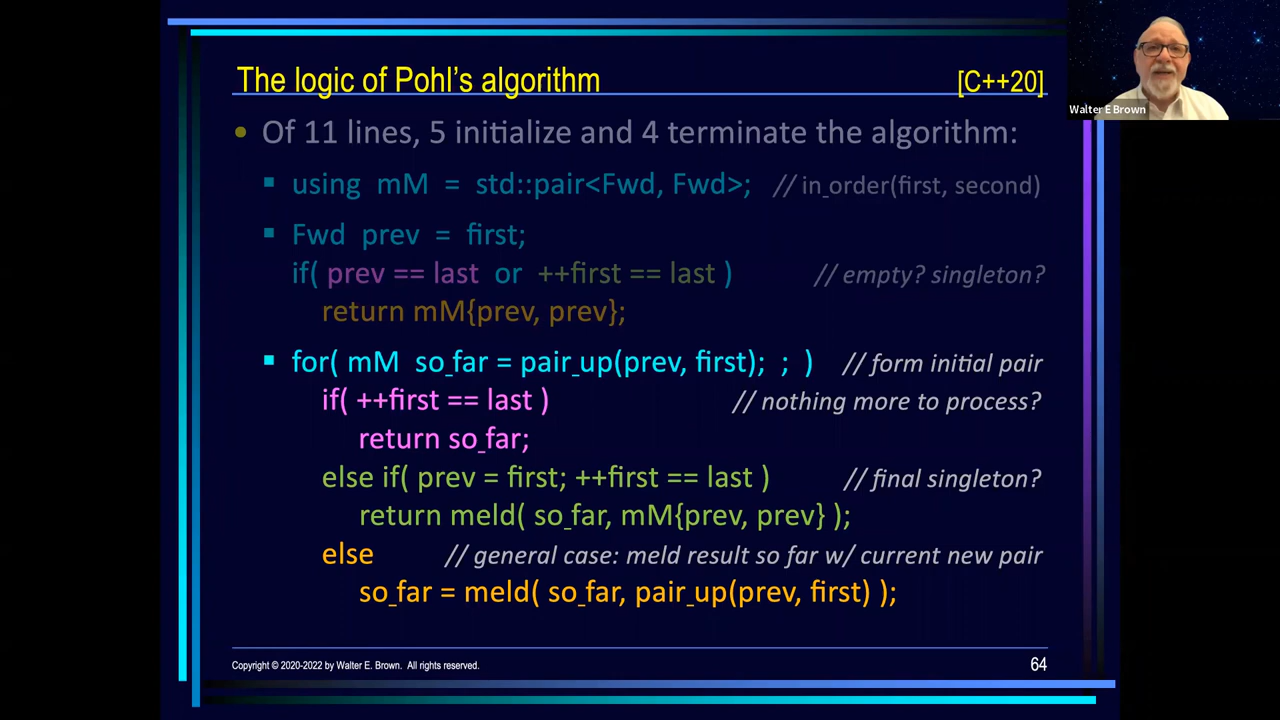 The logic of Pohl's algorithm [C++20]
Walter E Brown
• Of 11 lines, 5 initialize and 4 terminate the algorithm:
▪ using mM = std::pair<Fwd, Fwd>; // in_order(first, second)
▪ Fwd prev = first;
if( prev == last or ++first == last ) // empty? singleton?
return mM{prev, prev};
▪ for( mM so_far = pair_up(prev, first); ; ) // form initial pair
if( ++first == last ) // nothing more to process?
return so_far;
else if( prev = first; ++first == last ) // final singleton?
return meld( so_far, mM{prev, prev} );
else // general case: meld result so far w/ current new pair
so_far = meld( so_far, pair_up(prev, first) );
Copyright © 2020-2022 by Walter E. Brown. All rights reserved. 64